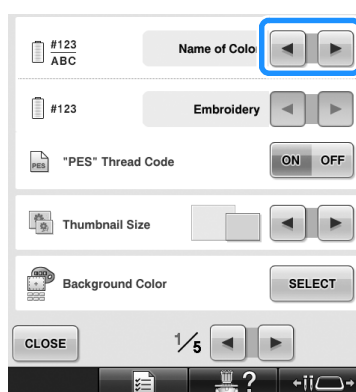 #123
ABC
Name of Colo
#123
Embroidery
PES
"PES" Thread Code
ON OFF
Thumbnail Size
Background Color
SELECT
CLOSE
1/5
?